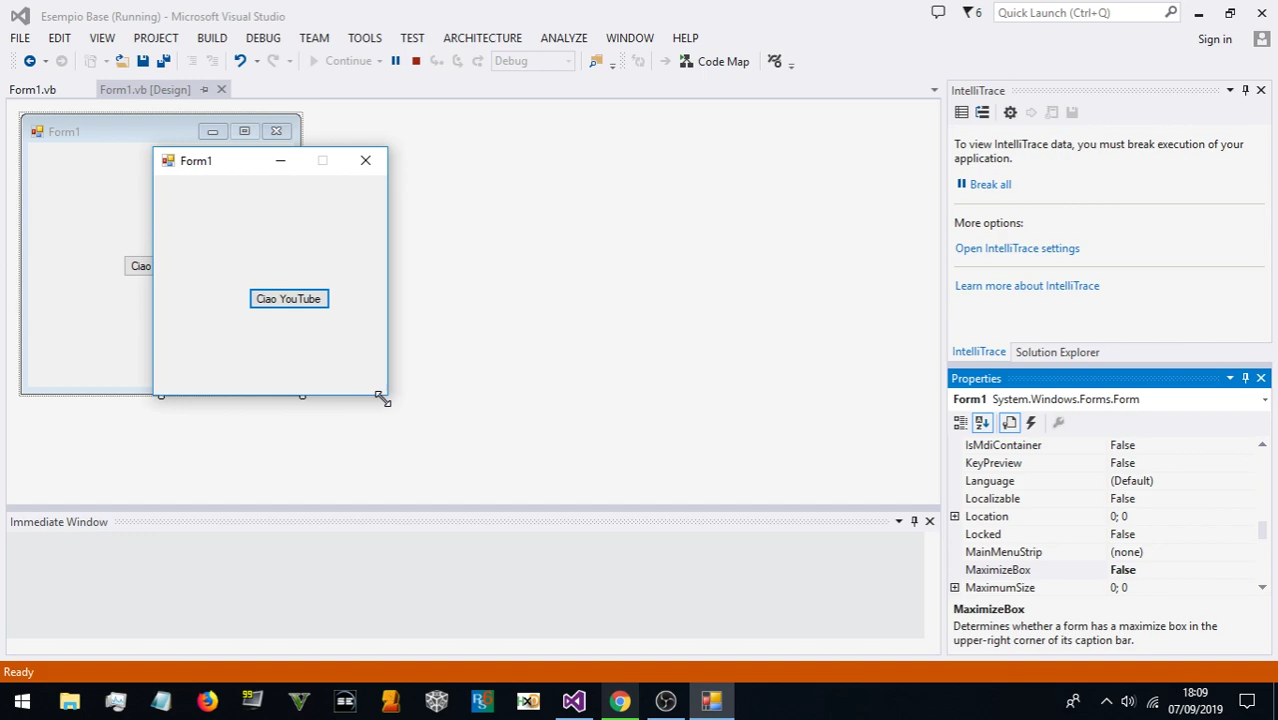 Esempio Base (Running) - Microsoft Visual Studio
6
Quick Launch (Ctrl+Q)
FILE EDIT VIEW PROJECT BUILD DEBUG TEAM TOOLS TEST ARCHITECTURE ANALYZE WINDOW HELP
Sign in
Continue
Debug
Code Map
Form1.vb
Form1.vb [Design]
Form1
Ciao
Form1
Ciao YouTube
IntelliTrace
To view IntelliTrace data, you must break execution of your
application.
Break all
More options:
Open IntelliTrace settings
Learn more about IntelliTrace
IntelliTrace Solution Explorer
Properties
Form1 System.Windows.Forms.Form
IsMdiContainer False
KeyPreview False
Language (Default)
Localizable False
Location 0; 0
Locked False
MainMenuStrip (none)
MaximizeBox False
MaximumSize 0; 0
MaximizeBox
Determines whether a form has a maximize box in the
upper-right corner of its caption bar.
Immediate Window
Ready
99
18:09
07/09/2019